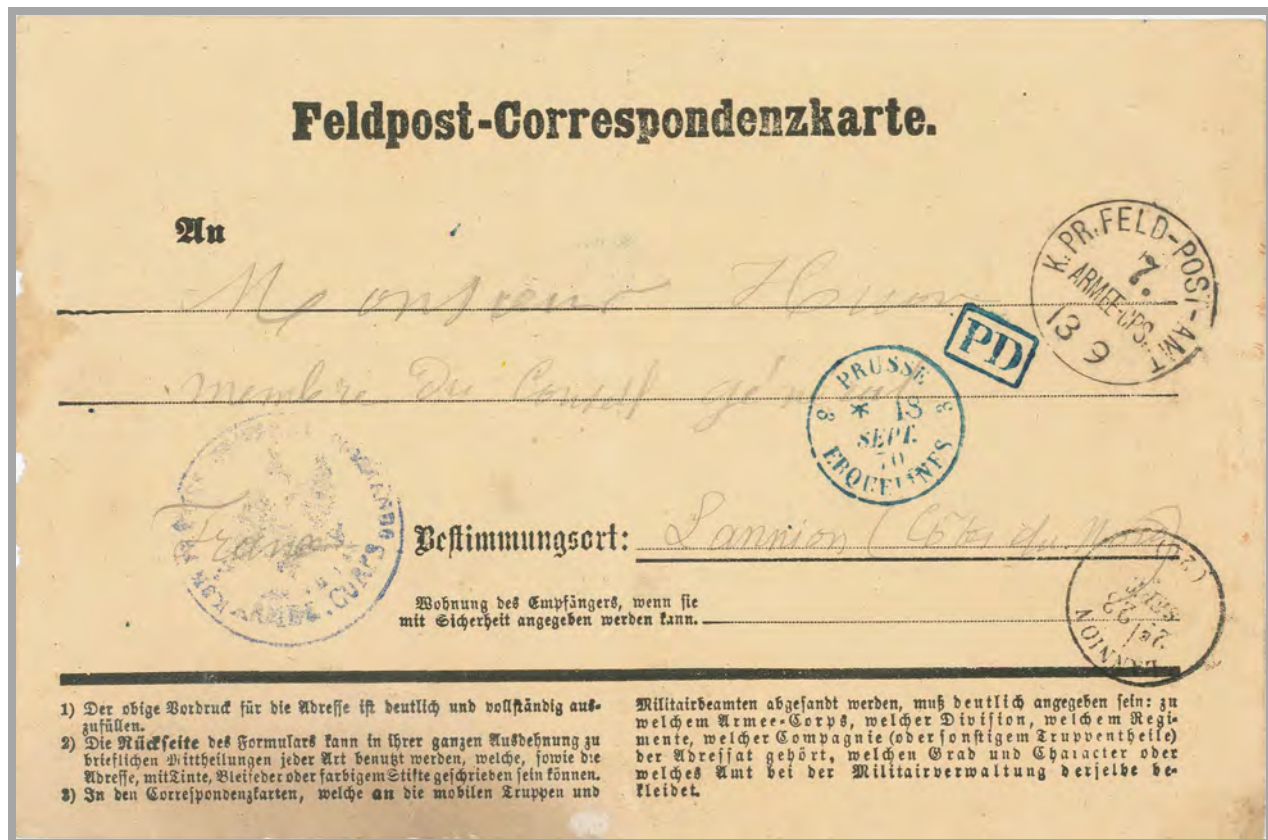 Feldpost-Correspondenzkarte.
An
Monsieur Huon
membre du Conseil général
France
Bestimmungsort: Lannion (Côtes du Nord)
Wohnung des Empfängers, wenn sie
mit Sicherheit angegeben werden kann.
K. PR. FELD-POST-AMT
7.
ARMEE-CPS.
13 9
PD
PRUSSE
3 * 18 3
SEPT.
70
ERQUELINES
ARMEE-CORPS
2e/22
SEPT.
LANNION
1) Der obige Vordruck für die Adresse ist deutlich und vollständig aus-
zufüllen.
2) Die Rückseite des Formulars kann in ihrer ganzen Ausdehnung zu
brieflichen Mittheilungen jeder Art benutzt werden, welche, sowie die
Adresse, mit Tinte, Bleifeder oder farbigem Stifte geschrieben sein können.
3) In den Correspondenzkarten, welche an die mobilen Truppen und
Militairbeamten abgesandt werden, muß deutlich angegeben sein: zu
welchem Armee-Corps, welcher Division, welchem Regi-
mente, welcher Compagnie (oder sonstigem Truppentheile)
der Adressat gehört, welchen Grad und Character oder
welches Amt bei der Militairverwaltung derselbe be-
kleidet.